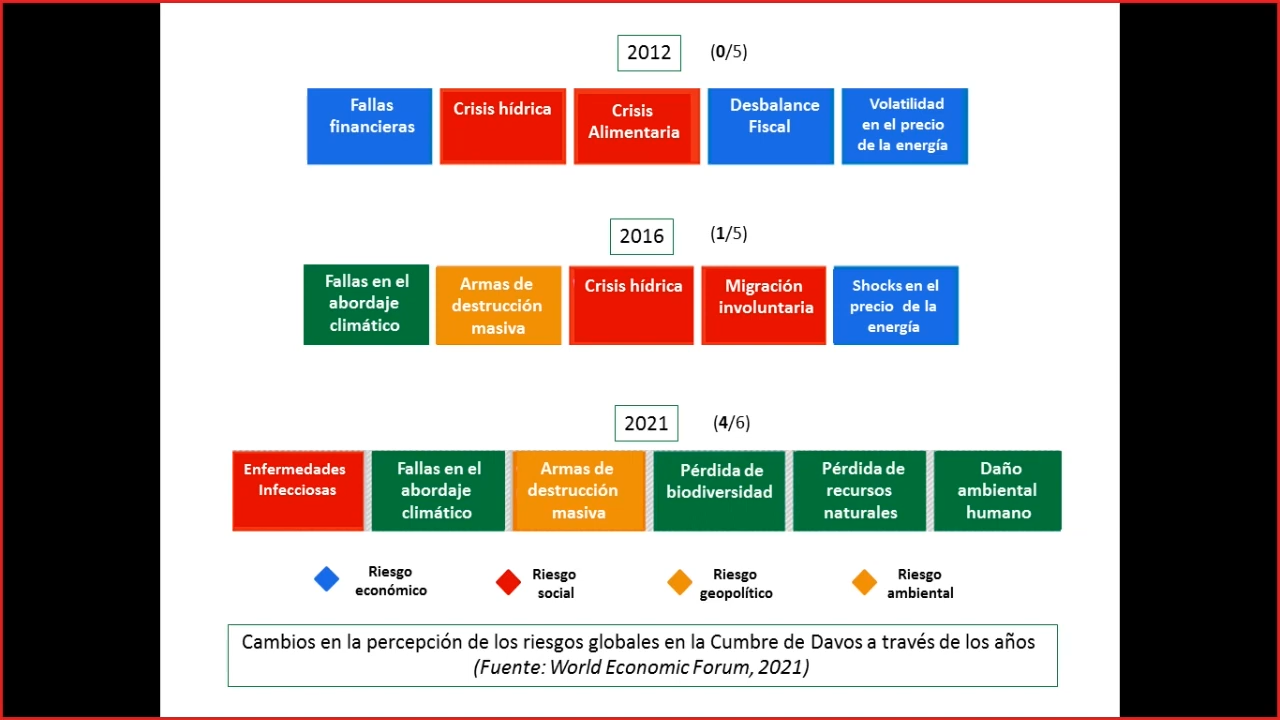 2012 (0/5)
Fallas
financieras
Crisis hídrica
Crisis
Alimentaria
Desbalance
Fiscal
Volatilidad
en el precio
de la energía
2016 (1/5)
Fallas en el
abordaje
climático
Armas de
destrucción
masiva
Crisis hídrica
Migración
involuntaria
Shocks en el
precio de la
energía
2021 (4/6)
Enfermedades
Infecciosas
Fallas en el
abordaje
climático
Armas de
destrucción
masiva
Pérdida de
biodiversidad
Pérdida de
recursos
naturales
Daño
ambiental
humano
Riesgo
económico
Riesgo
social
Riesgo
geopolítico
Riesgo
ambiental
Cambios en la percepción de los riesgos globales en la Cumbre de Davos a través de los años
(Fuente: World Economic Forum, 2021)